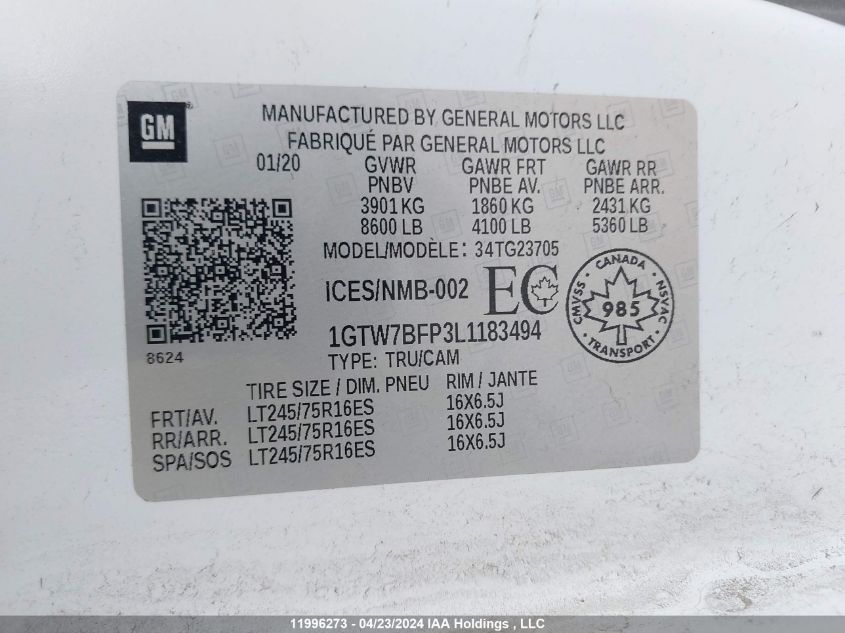 GM
MANUFACTURED BY GENERAL MOTORS LLC
FABRIQUÉ PAR GENERAL MOTORS LLC
01/20 GVWR GAWR FRT GAWR RR
PNBV PNBE AV. PNBE ARR.
3901 KG 1860 KG 2431 KG
8600 LB 4100 LB 5360 LB
MODEL/MODÈLE: 34TG23705
ICES/NMB-002 EC
CANADA
CMVSS 985 NSVAC
TRANSPORT
1GTW7BFP3L1183494
8624
TYPE: TRU/CAM
TIRE SIZE / DIM. PNEU RIM / JANTE
FRT/AV. LT245/75R16ES 16X6.5J
RR/ARR. LT245/75R16ES 16X6.5J
SPA/SOS LT245/75R16ES 16X6.5J
11996273 - 04/23/2024 IAA Holdings , LLC